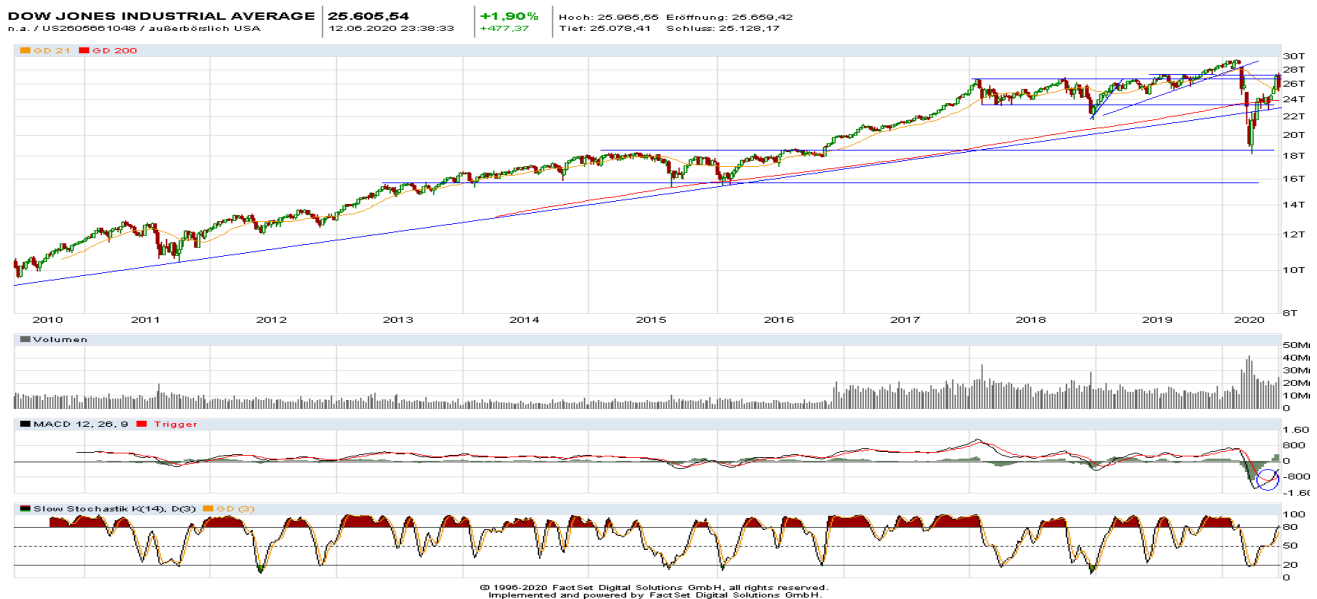 DOW JONES INDUSTRIAL AVERAGE 25.605,54 +1,90% Hoch: 25.965,55 Eröffnung: 25.659,42
n.a. / US2605661048 / außerbörslich USA 12.06.2020 23:38:33 +477,37 Tief: 25.078,41 Schluss: 25.128,17
GD 21 GD 200
30T
28T
26T
24T
22T
20T
18T
16T
14T
12T
10T
8T
2010 2011 2012 2013 2014 2015 2016 2017 2018 2019 2020
Volumen
50M
40M
30M
20M
10M
0
MACD 12, 26, 9 Trigger
1.60
800
0
-800
-1.60
Slow Stochastik K(14), D(3) GD (3)
100
80
50
20
0
© 1996-2020 FactSet Digital Solutions GmbH, all rights reserved.
Implemented and powered by FactSet Digital Solutions GmbH.